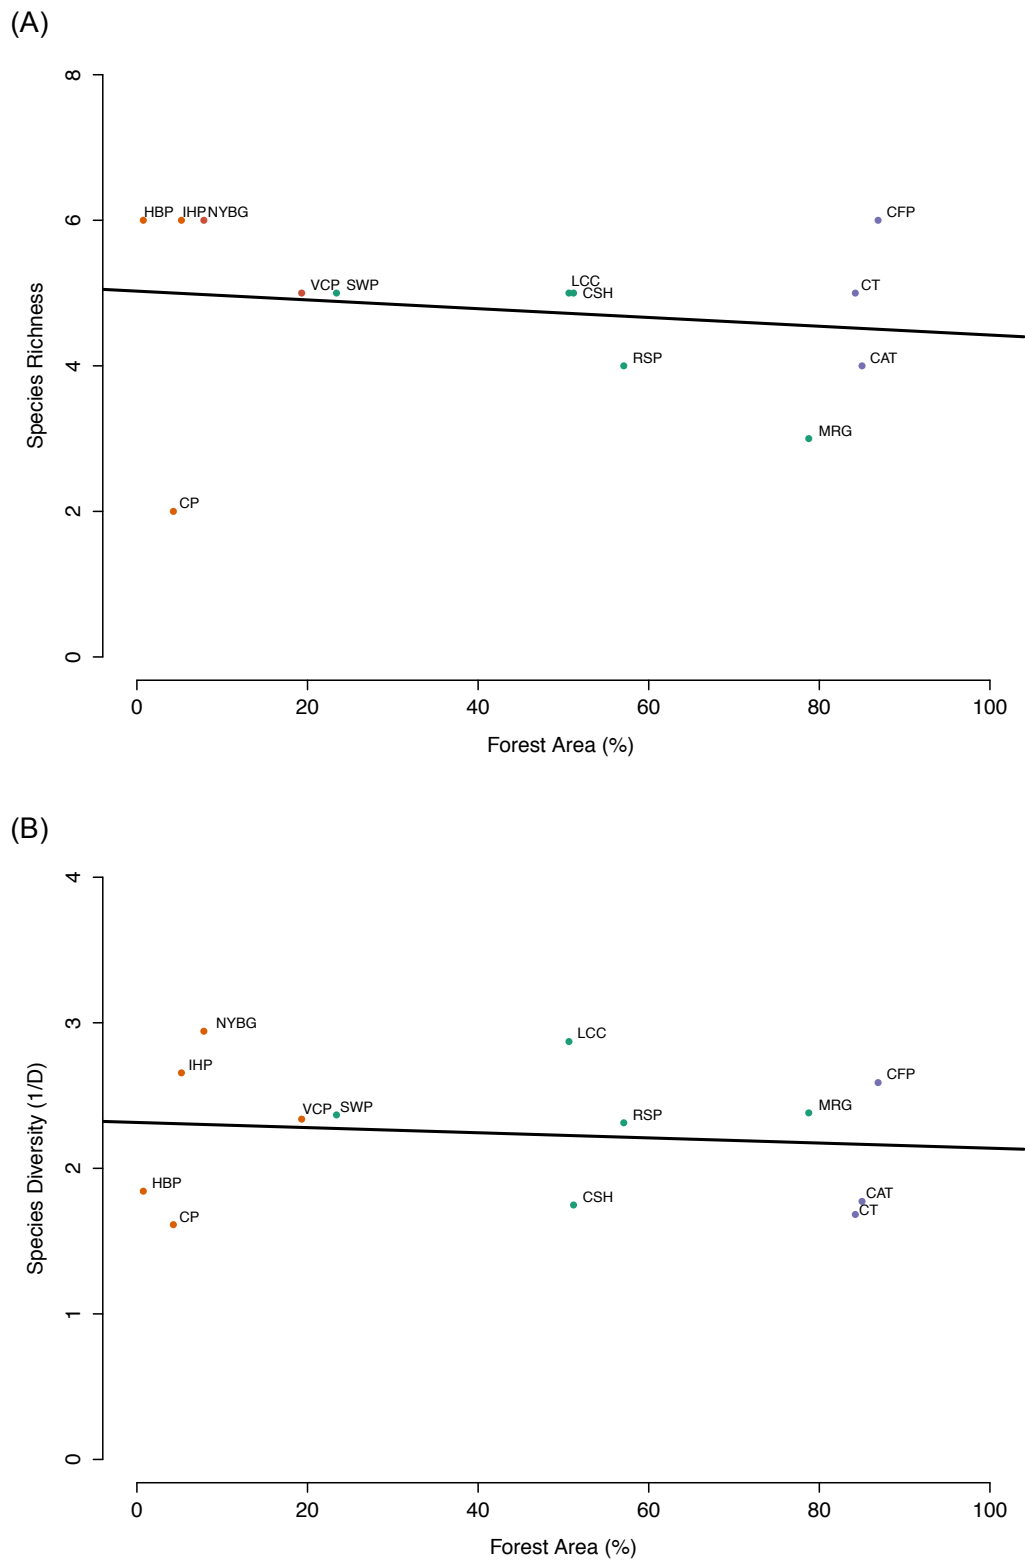 (A)
8
6
4
2
0
Species Richness
HBP IHP NYBG
CFP
VCP SWP
LCC
CSH
CT
RSP
CAT
MRG
CP
0 20 40 60 80 100
Forest Area (%)
(B)
4
3
2
1
0
Species Diversity (1/D)
NYBG
LCC
IHP
CFP
VCP SWP
MRG
RSP
HBP
CSH
CAT
CP
CT
0 20 40 60 80 100
Forest Area (%)